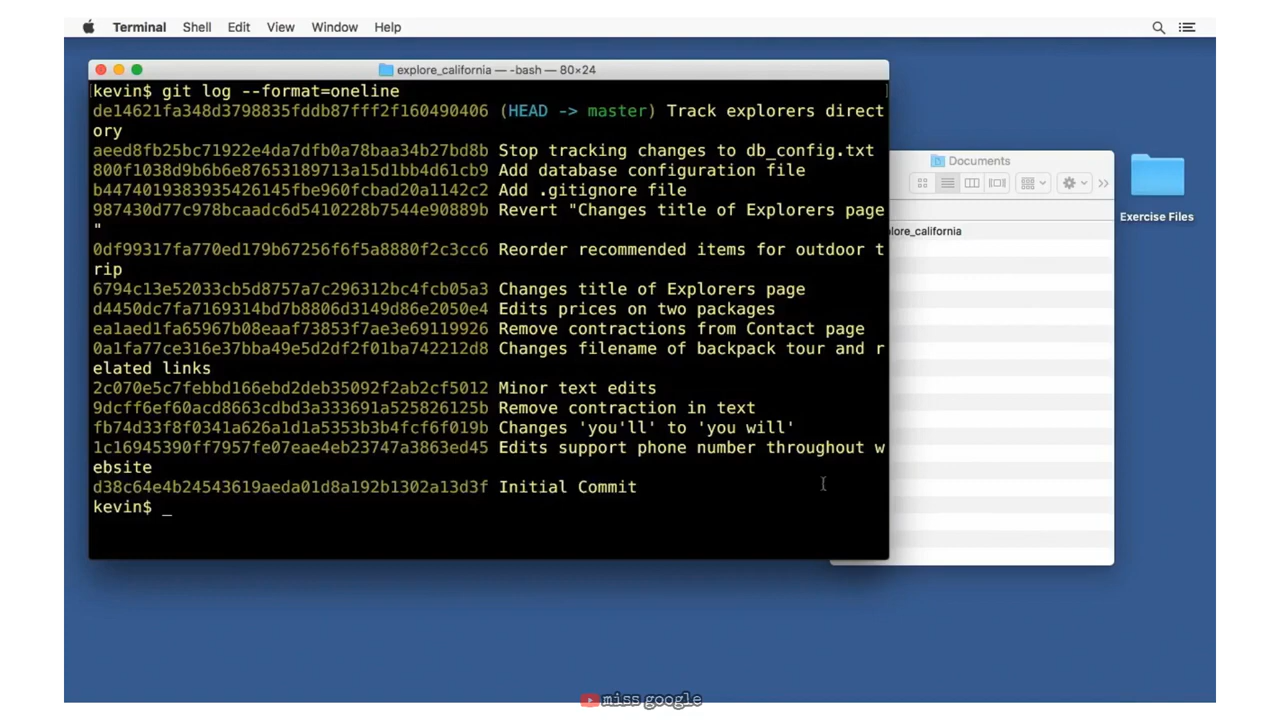 Terminal Shell Edit View Window Help
explore_california — -bash — 80×24
kevin$ git log --format=oneline
de14621fa348d3798835fddb87fff2f160490406 (HEAD -> master) Track explorers direct
ory
aeed8fb25bc71922e4da7dfb0a78baa34b27bd8b Stop tracking changes to db_config.txt
800f1038d9b6b6e87653189713a15d1bb4d61cb9 Add database configuration file
b4474019383935426145fbe960fcbad20a1142c2 Add .gitignore file
987430d77c978bcaadc6d5410228b7544e90889b Revert "Changes title of Explorers page
"
0df99317fa770ed179b67256f6f5a8880f2c3cc6 Reorder recommended items for outdoor t
rip
6794c13e52033cb5d8757a7c296312bc4fcb05a3 Changes title of Explorers page
d4450dc7fa7169314bd7b8806d3149d86e2050e4 Edits prices on two packages
ea1aed1fa65967b08eaaf73853f7ae3e69119926 Remove contractions from Contact page
0a1fa77ce316e37bba49e5d2df2f01ba742212d8 Changes filename of backpack tour and r
elated links
2c070e5c7febbd166ebd2deb35092f2ab2cf5012 Minor text edits
9dcff6ef60acd8663cdbd3a333691a525826125b Remove contraction in text
fb74d33f8f0341a626a1d1a5353b3b4fcf6f019b Changes 'you'll' to 'you will'
1c16945390ff7957fe07eae4eb23747a3863ed45 Edits support phone number throughout w
ebsite
d38c64e4b24543619aeda01d8a192b1302a13d3f Initial Commit
kevin$ _
Documents
lore_california
Exercise Files
miss google